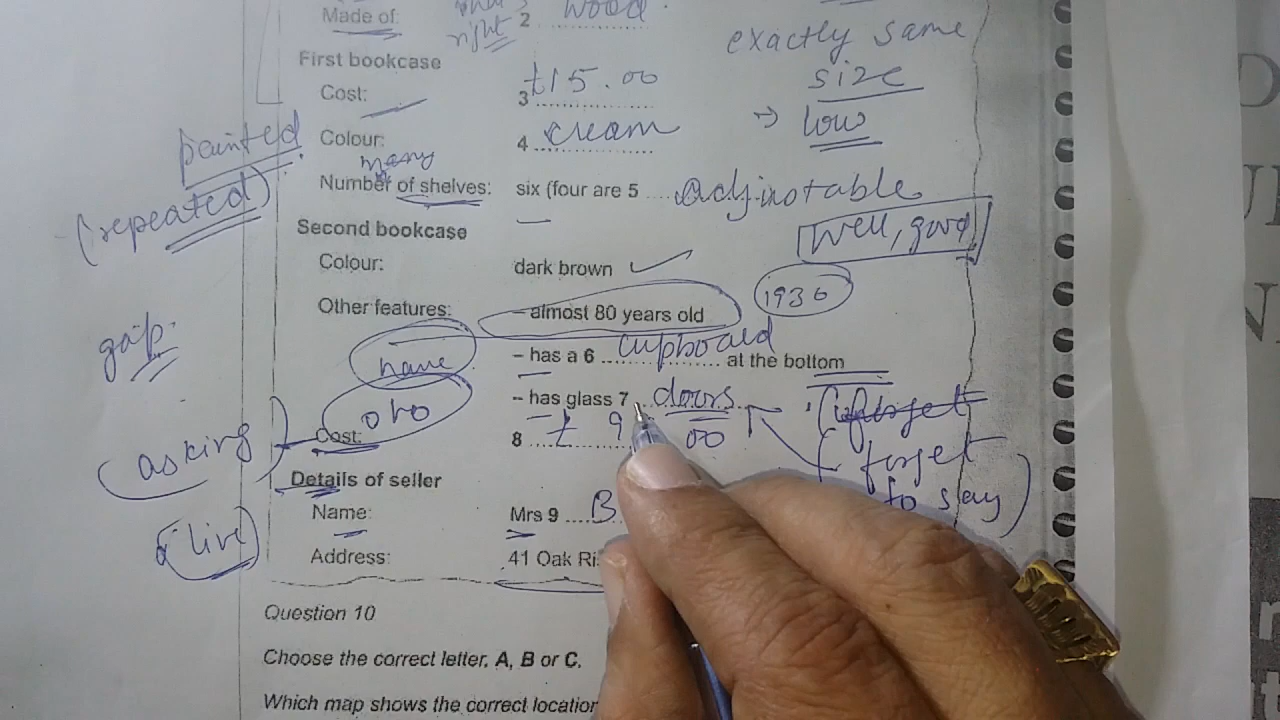 Made of: right 2 wood.
exactly same
First bookcase
size
Cost: 3 £15.00
low
painted
Colour: 4 cream
many
Number of shelves: six (four are 5 adjustable
(repeated)
Second bookcase
Well, good
Colour: dark brown
1936
Other features: – almost 80 years old
gap.
name – has a 6 cupboard at the bottom
oro – has glass 7 doors
(asking) Cost: 8 £ 9 00
forget
to say
Details of seller
Name: Mrs 9 B
(live)
Address: 41 Oak Ri
Question 10
Choose the correct letter, A, B or C.
Which map shows the correct location